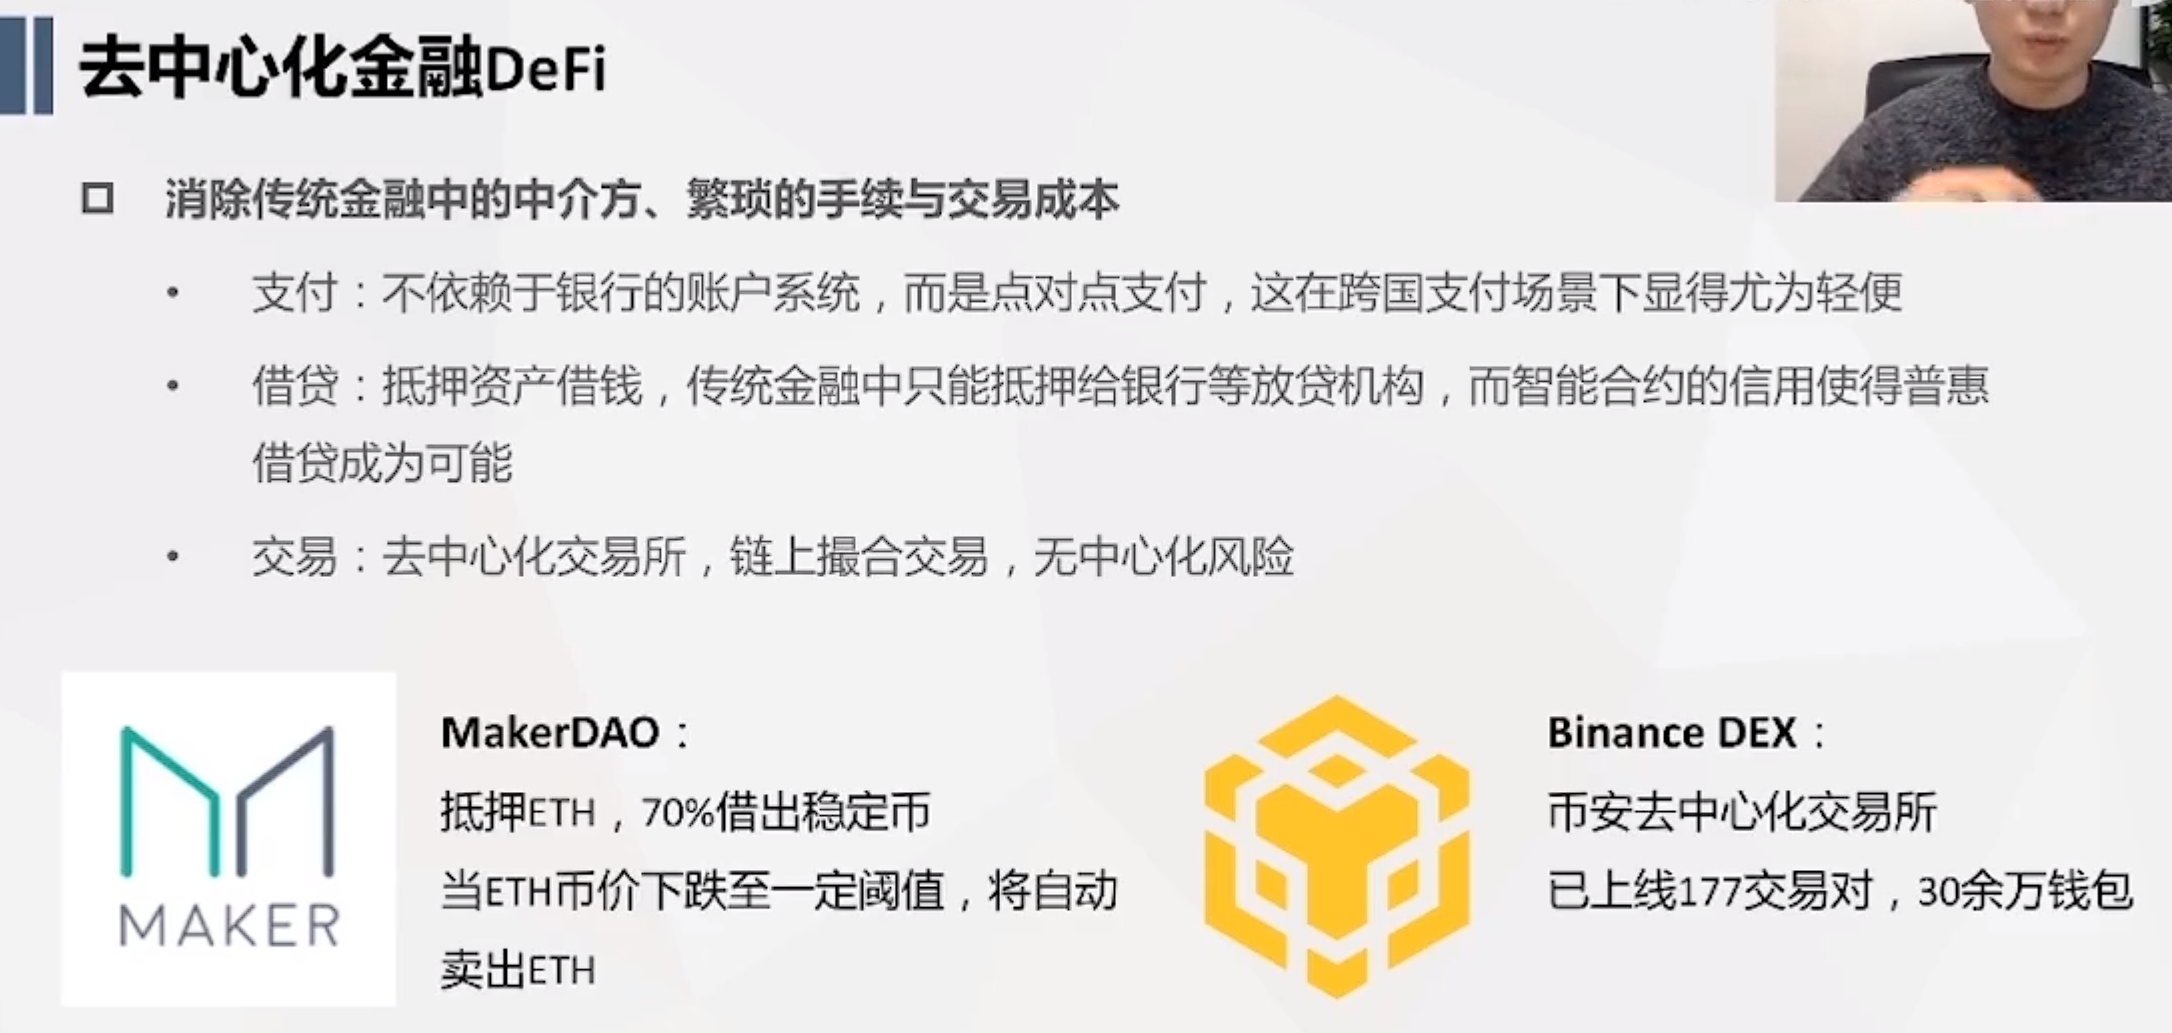 去中心化金融DeFi
消除传统金融中的中介方、繁琐的手续与交易成本
• 支付：不依赖于银行的账户系统，而是点对点支付，这在跨国支付场景下显得尤为轻便
• 借贷：抵押资产借钱，传统金融中只能抵押给银行等放贷机构，而智能合约的信用使得普惠
借贷成为可能
• 交易：去中心化交易所，链上撮合交易，无中心化风险
MAKER
MakerDAO：
抵押ETH，70%借出稳定币
当ETH币价下跌至一定阈值，将自动
卖出ETH
Binance DEX：
币安去中心化交易所
已上线177交易对，30余万钱包